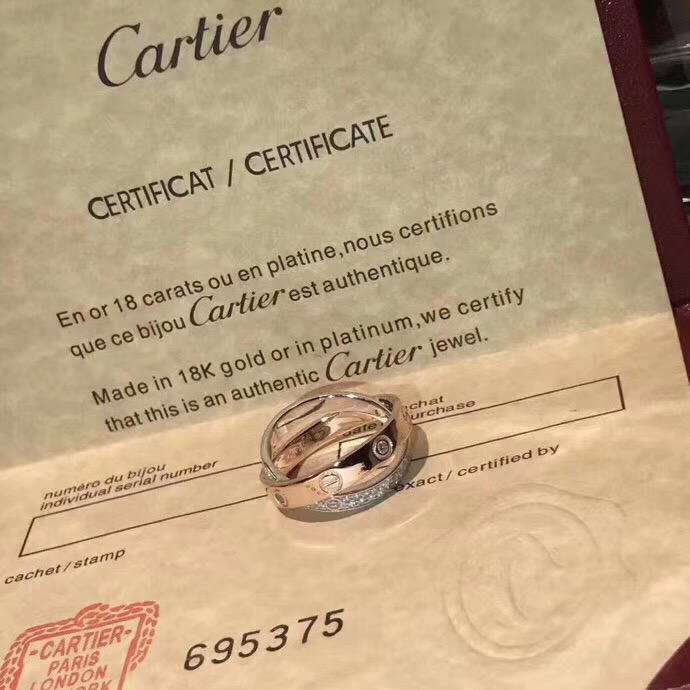 Cartier
CERTIFICAT / CERTIFICATE
En or 18 carats ou en platine,nous certifions
que ce bijou Cartier est authentique.
Made in 18K gold or in platinum,we certify
that this is an authentic Cartier jewel.
numéro du bijou
individual serial number
cachet / stamp
exact / certified by
695375
-CARTIER-
PARIS
LONDON